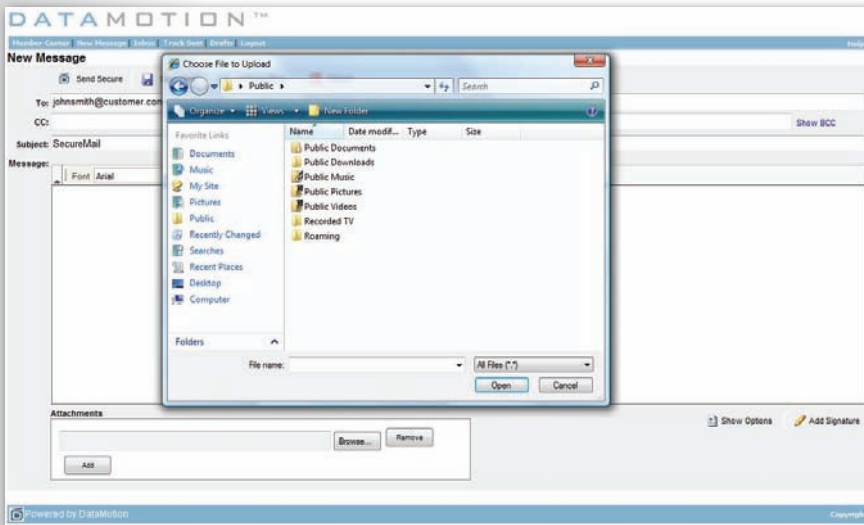 DATAMOTION™
Member Center | New Message | Inbox | Track Sent | Drafts | Logout
Help
New Message
Send Secure
To: johnsmith@customer.com
CC:
Show BCC
Subject: SecureMail
Message:
Font Arial
Choose File to Upload
Public
Search
Organize Views New Folder
Favorite Links
Documents
Music
My Site
Pictures
Public
Recently Changed
Searches
Recent Places
Desktop
Computer
Folders
Name Date modif... Type Size
Public Documents
Public Downloads
Public Music
Public Pictures
Public Videos
Recorded TV
Roaming
File name:
All Files (*.*)
Open Cancel
Attachments
Browse... Remove
Add
Show Options Add Signature
Powered by DataMotion